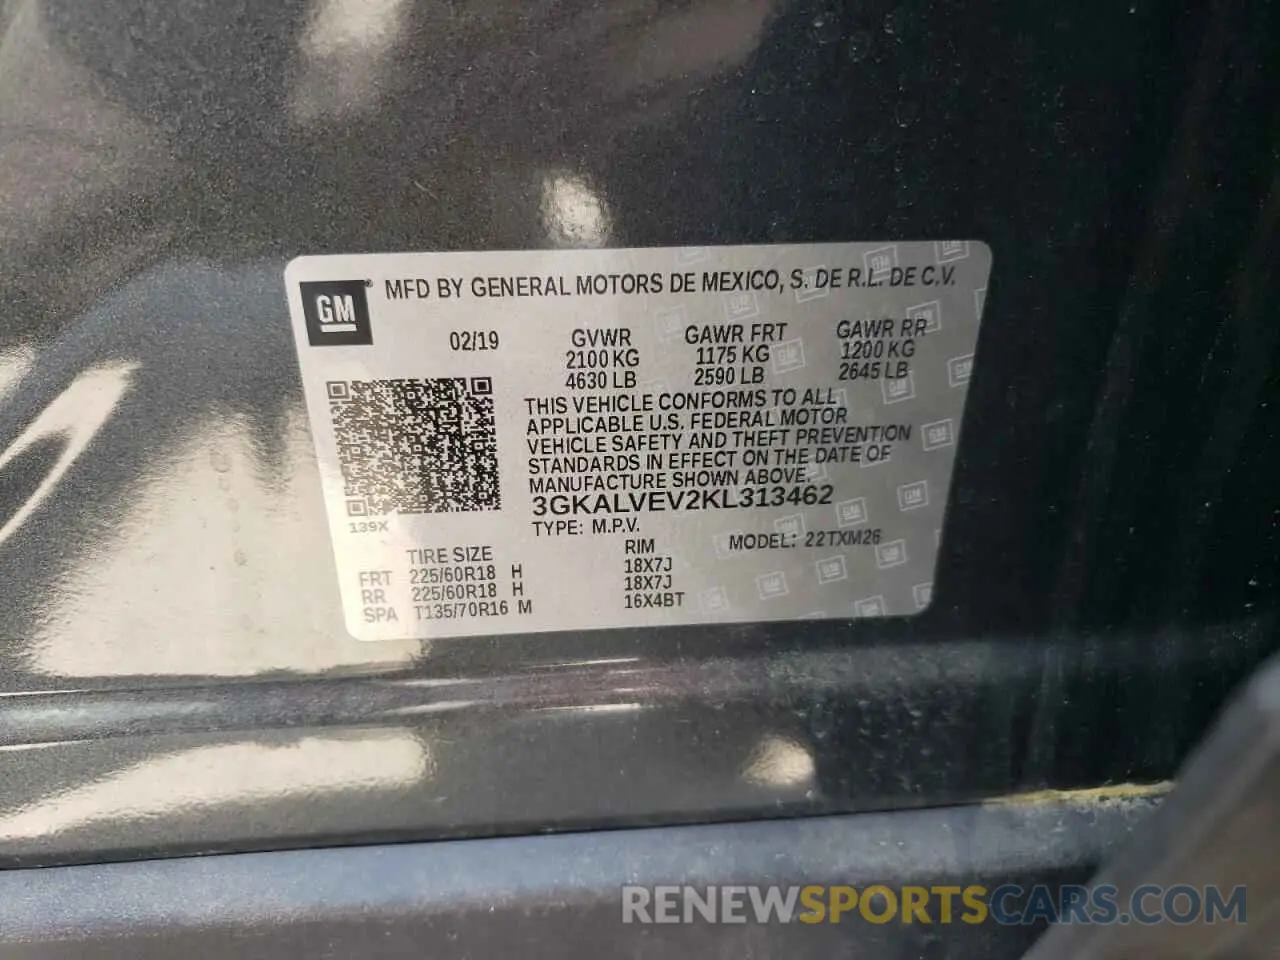 GM
® MFD BY GENERAL MOTORS DE MEXICO, S. DE R.L. DE C.V.
02/19 GVWR GAWR FRT GAWR RR
2100 KG 1175 KG 1200 KG
4630 LB 2590 LB 2645 LB
THIS VEHICLE CONFORMS TO ALL
APPLICABLE U.S. FEDERAL MOTOR
VEHICLE SAFETY AND THEFT PREVENTION
STANDARDS IN EFFECT ON THE DATE OF
MANUFACTURE SHOWN ABOVE.
3GKALVEV2KL313462
139X
TYPE: M.P.V. MODEL: 22TXM26
TIRE SIZE RIM
FRT 225/60R18 H 18X7J
RR 225/60R18 H 18X7J
SPA T135/70R16 M 16X4BT
RENEWSPORTSCARS.COM